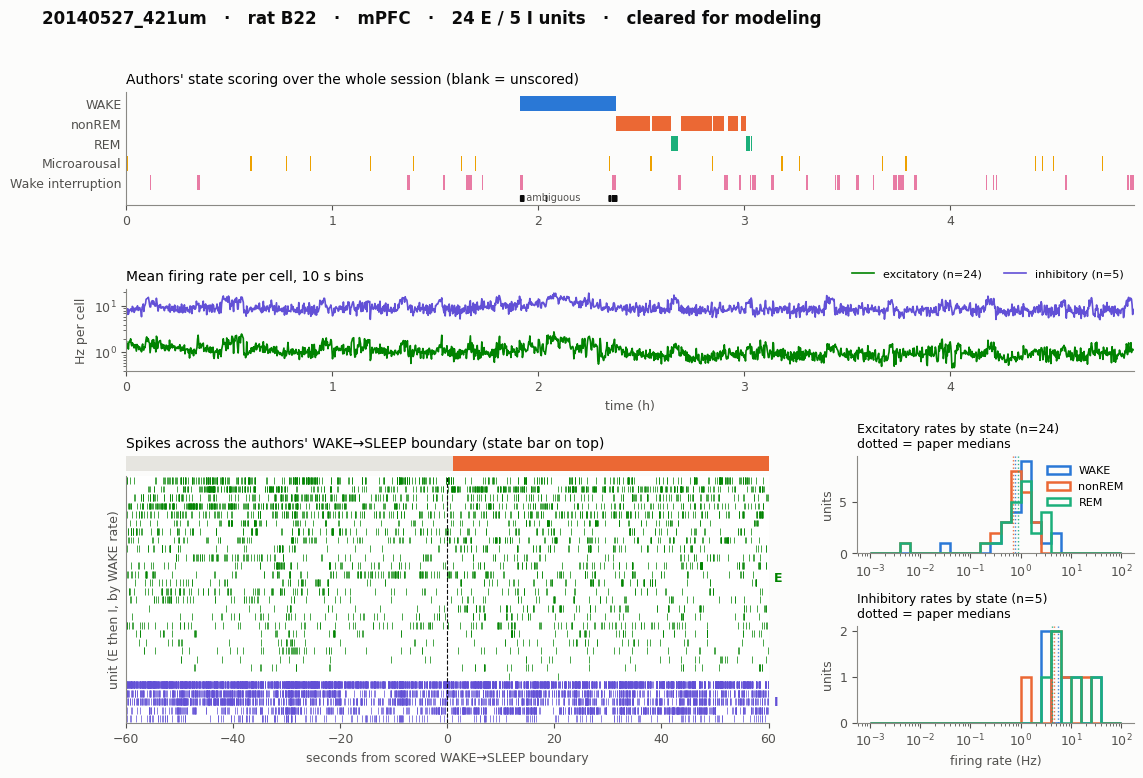 20140527_421um · rat B22 · mPFC · 24 E / 5 I units · cleared for modeling
Authors' state scoring over the whole session (blank = unscored)
WAKE
nonREM
REM
Microarousal
Wake interruption
ambiguous
0 1 2 3 4
Mean firing rate per cell, 10 s bins
excitatory (n=24) inhibitory (n=5)
Hz per cell
10¹
10⁰
0 1 2 3 4
time (h)
Spikes across the authors' WAKE→SLEEP boundary (state bar on top)
unit (E then I, by WAKE rate)
E
I
−60 −40 −20 0 20 40 60
seconds from scored WAKE→SLEEP boundary
Excitatory rates by state (n=24)
dotted = paper medians
WAKE
nonREM
REM
units
5
0
10⁻³ 10⁻² 10⁻¹ 10⁰ 10¹ 10²
Inhibitory rates by state (n=5)
dotted = paper medians
units
2
1
0
10⁻³ 10⁻² 10⁻¹ 10⁰ 10¹ 10²
firing rate (Hz)